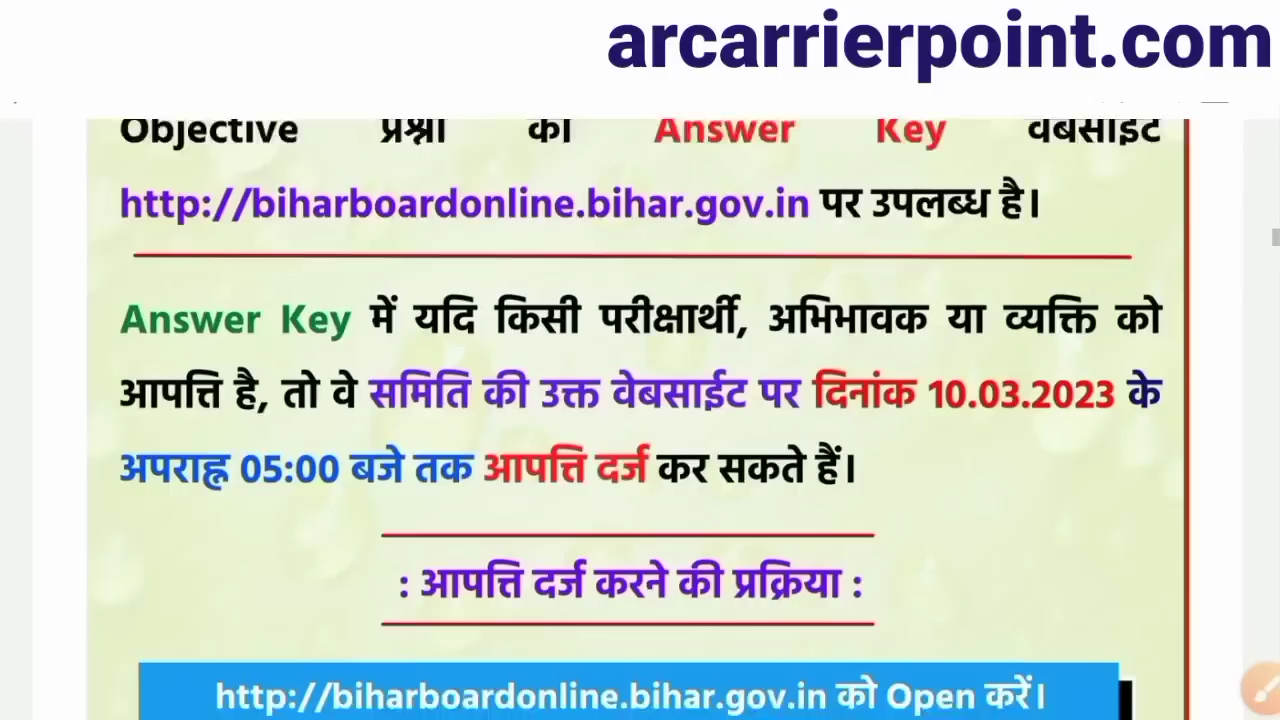 arcarrierpoint.com
Objective प्रश्नों का Answer Key वेबसाइट
http://biharboardonline.bihar.gov.in पर उपलब्ध है।
Answer Key में यदि किसी परीक्षार्थी, अभिभावक या व्यक्ति को
आपत्ति है, तो वे समिति की उक्त वेबसाईट पर दिनांक 10.03.2023 के
अपराह्न 05:00 बजे तक आपत्ति दर्ज कर सकते हैं।
: आपत्ति दर्ज करने की प्रक्रिया :
http://biharboardonline.bihar.gov.in को Open करें।